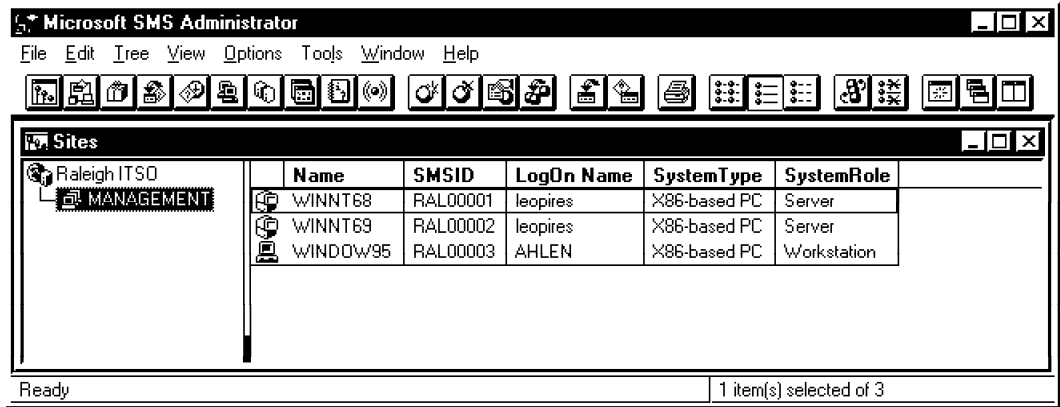 Microsoft SMS Administrator
File Edit Tree View Options Tools Window Help
Sites
Raleigh ITSO
MANAGEMENT
Name SMSID LogOn Name SystemType SystemRole
WINNT68 RAL00001 leopires X86-based PC Server
WINNT69 RAL00002 leopires X86-based PC Server
WINDOW95 RAL00003 AHLEN X86-based PC Workstation
Ready 1 item(s) selected of 3